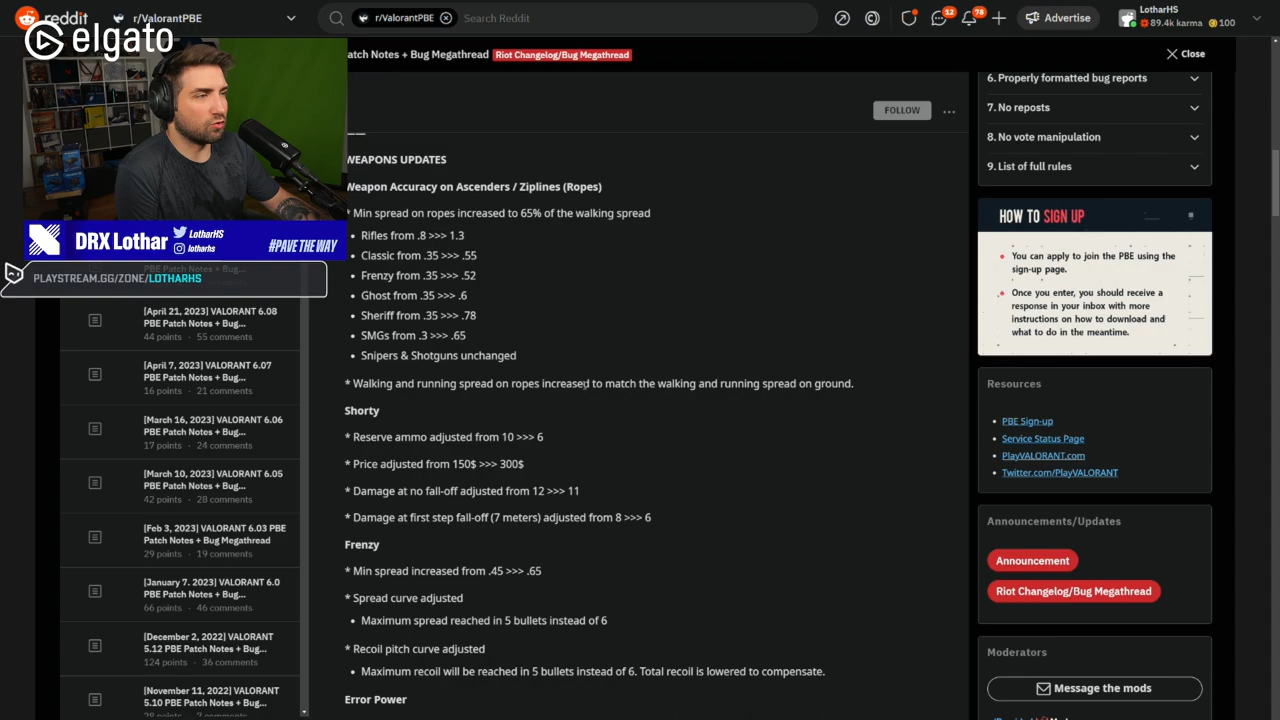 reddit
r/ValorantPBE
r/ValorantPBE
Search Reddit
12
78
Advertise
LotharHS
89.4k karma
100
elgato
atch Notes + Bug Megathread
Riot Changelog/Bug Megathread
Close
FOLLOW
DRX Lothar
LotharHS
lotharhs
#PAVE THE WAY
PLAYSTREAM.GG/ZONE/LOTHARHS
PBE Patch Notes + Bug...
[April 21, 2023] VALORANT 6.08
PBE Patch Notes + Bug...
44 points · 55 comments
[April 7, 2023] VALORANT 6.07
PBE Patch Notes + Bug...
16 points · 21 comments
[March 16, 2023] VALORANT 6.06
PBE Patch Notes + Bug...
17 points · 24 comments
[March 10, 2023] VALORANT 6.05
PBE Patch Notes + Bug...
42 points · 28 comments
[Feb 3, 2023] VALORANT 6.03 PBE
Patch Notes + Bug Megathread
29 points · 19 comments
[January 7. 2023] VALORANT 6.0
PBE Patch Notes + Bug...
66 points · 46 comments
[December 2, 2022] VALORANT
5.12 PBE Patch Notes + Bug...
124 points · 36 comments
[November 11, 2022] VALORANT
5.10 PBE Patch Notes + Bug...
WEAPONS UPDATES
Weapon Accuracy on Ascenders / Ziplines (Ropes)
* Min spread on ropes increased to 65% of the walking spread
• Rifles from .8 >>> 1.3
• Classic from .35 >>> .55
• Frenzy from .35 >>> .52
• Ghost from .35 >>> .6
• Sheriff from .35 >>> .78
• SMGs from .3 >>> .65
• Snipers & Shotguns unchanged
* Walking and running spread on ropes increased to match the walking and running spread on ground.
Shorty
* Reserve ammo adjusted from 10 >>> 6
* Price adjusted from 150$ >>> 300$
* Damage at no fall-off adjusted from 12 >>> 11
* Damage at first step fall-off (7 meters) adjusted from 8 >>> 6
Frenzy
* Min spread increased from .45 >>> .65
* Spread curve adjusted
• Maximum spread reached in 5 bullets instead of 6
* Recoil pitch curve adjusted
• Maximum recoil will be reached in 5 bullets instead of 6. Total recoil is lowered to compensate.
Error Power
6. Properly formatted bug reports
7. No reposts
8. No vote manipulation
9. List of full rules
HOW TO SIGN UP
• You can apply to join the PBE using the
sign-up page.
• Once you enter, you should receive a
response in your inbox with more
instructions on how to download and
what to do in the meantime.
Resources
• PBE Sign-up
• Service Status Page
• PlayVALORANT.com
• Twitter.com/PlayVALORANT
Announcements/Updates
Announcement
Riot Changelog/Bug Megathread
Moderators
Message the mods